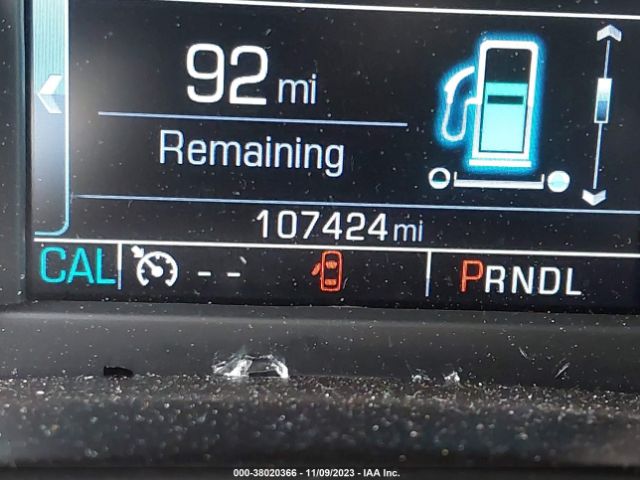 92 mi
Remaining
107424 mi
CAL -- PRNDL
000-38020366 - 11/09/2023 - IAA Inc.